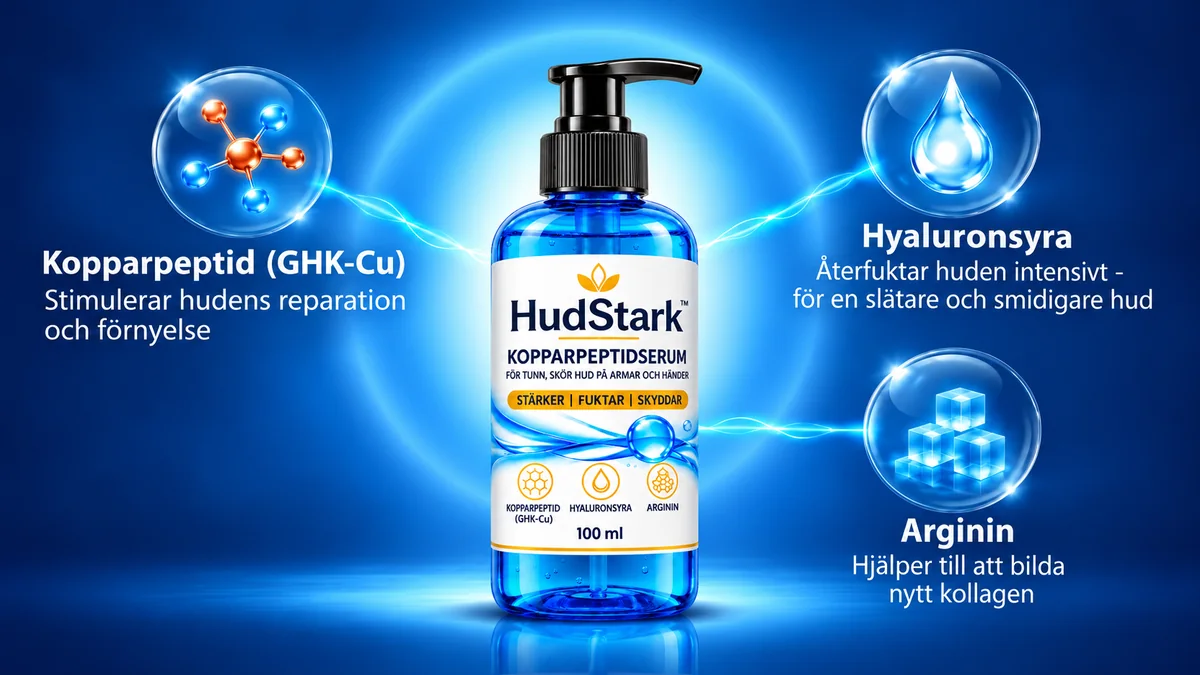 Kopparpeptid (GHK-Cu)
Stimulerar hudens reparation
och förnyelse
Hyaluronsyra
Återfuktar huden intensivt -
för en slätare och smidigare hud
Arginin
Hjälper till att bilda
nytt kollagen
HudStark™
KOPPARPEPTIDSERUM
FÖR TUNN, SKÖR HUD PÅ ARMAR OCH HÄNDER
STÄRKER | FUKTAR | SKYDDAR
KOPPARPEPTID
(GHK-Cu)
HYALURONSYRA
ARGININ
100 ml